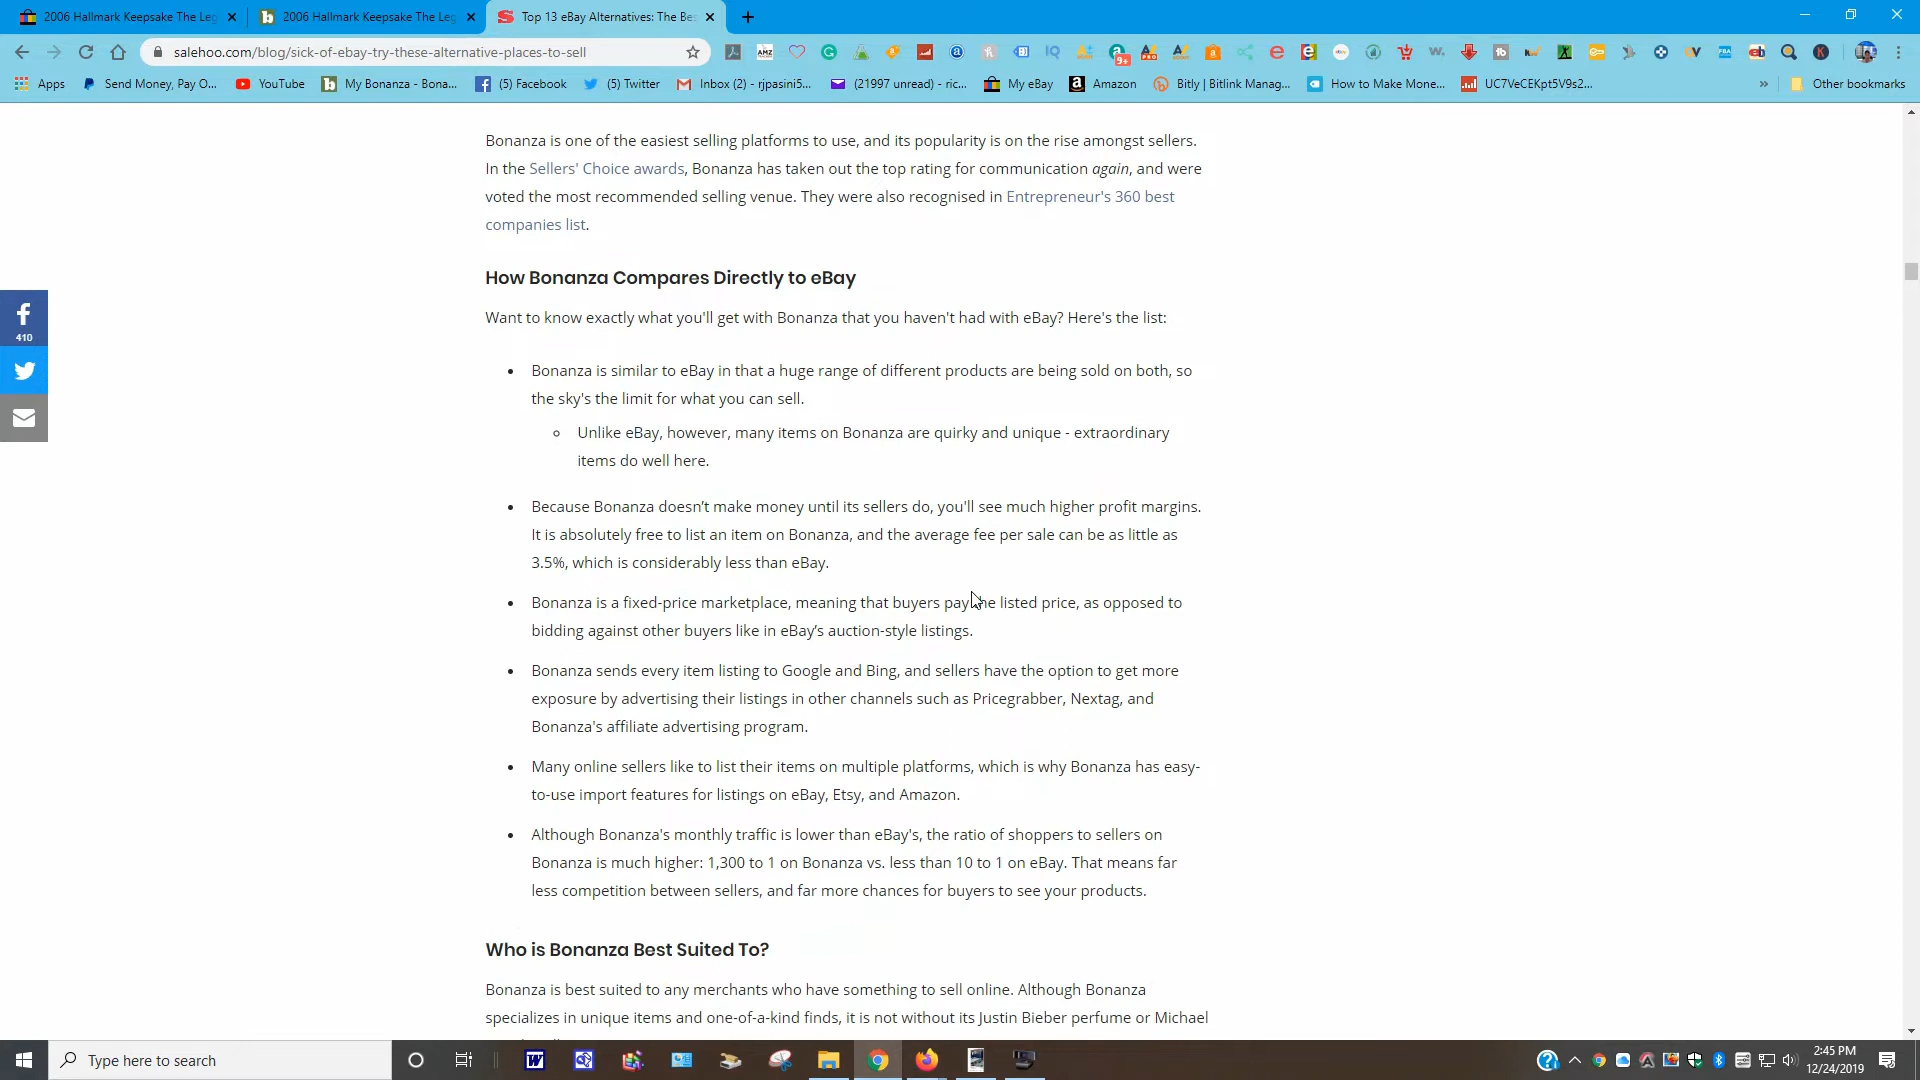 2006 Hallmark Keepsake The Leg
2006 Hallmark Keepsake The Leg
Top 13 eBay Alternatives: The Bes
salehoo.com/blog/sick-of-ebay-try-these-alternative-places-to-sell
Apps
Send Money, Pay O...
YouTube
My Bonanza - Bona...
(5) Facebook
(5) Twitter
Inbox (2) - rjpasini5...
(21997 unread) - ric...
My eBay
Amazon
Bitly | Bitlink Manag...
How to Make Mone...
UC7VeCEKpt5V9s2...
Other bookmarks
Bonanza is one of the easiest selling platforms to use, and its popularity is on the rise amongst sellers.
In the Sellers' Choice awards, Bonanza has taken out the top rating for communication again, and were
voted the most recommended selling venue. They were also recognised in Entrepreneur's 360 best
companies list.
How Bonanza Compares Directly to eBay
Want to know exactly what you'll get with Bonanza that you haven't had with eBay? Here's the list:
410
Bonanza is similar to eBay in that a huge range of different products are being sold on both, so
the sky's the limit for what you can sell.
Unlike eBay, however, many items on Bonanza are quirky and unique - extraordinary
items do well here.
Because Bonanza doesn’t make money until its sellers do, you'll see much higher profit margins.
It is absolutely free to list an item on Bonanza, and the average fee per sale can be as little as
3.5%, which is considerably less than eBay.
Bonanza is a fixed-price marketplace, meaning that buyers pay the listed price, as opposed to
bidding against other buyers like in eBay’s auction-style listings.
Bonanza sends every item listing to Google and Bing, and sellers have the option to get more
exposure by advertising their listings in other channels such as Pricegrabber, Nextag, and
Bonanza's affiliate advertising program.
Many online sellers like to list their items on multiple platforms, which is why Bonanza has easy-
to-use import features for listings on eBay, Etsy, and Amazon.
Although Bonanza's monthly traffic is lower than eBay's, the ratio of shoppers to sellers on
Bonanza is much higher: 1,300 to 1 on Bonanza vs. less than 10 to 1 on eBay. That means far
less competition between sellers, and far more chances for buyers to see your products.
Who is Bonanza Best Suited To?
Bonanza is best suited to any merchants who have something to sell online. Although Bonanza
specializes in unique items and one-of-a-kind finds, it is not without its Justin Bieber perfume or Michael
Type here to search
2:45 PM
12/24/2019